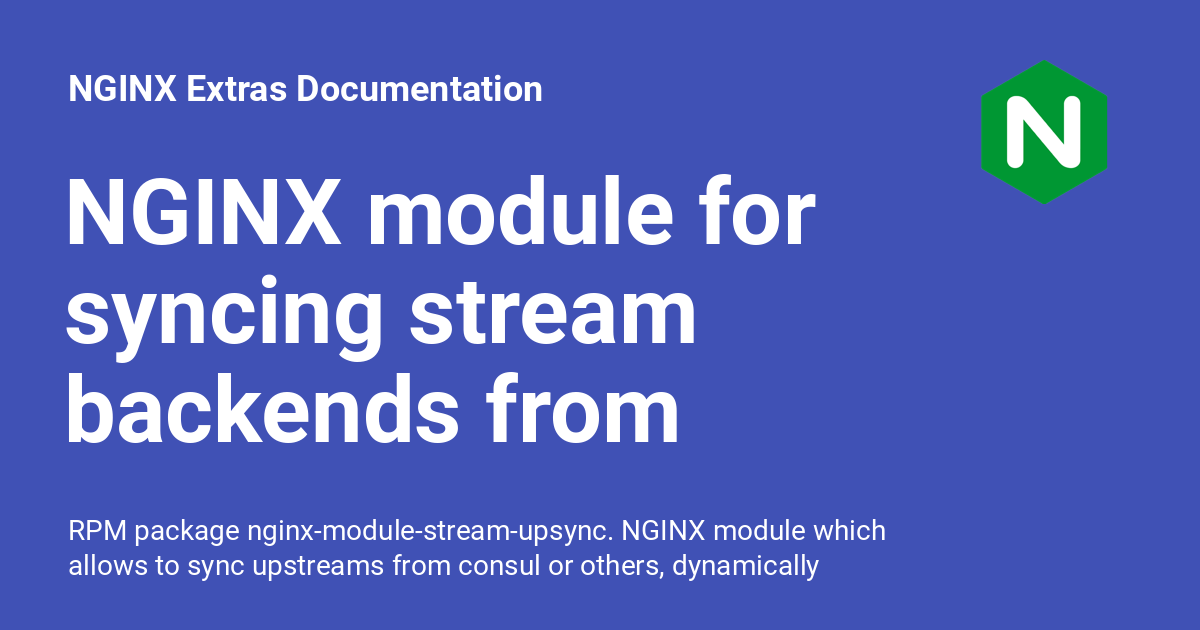 NGINX Extras Documentation
N
NGINX module for
syncing stream
backends from
RPM package nginx-module-stream-upsync. NGINX module which
allows to sync upstreams from consul or others, dynamically